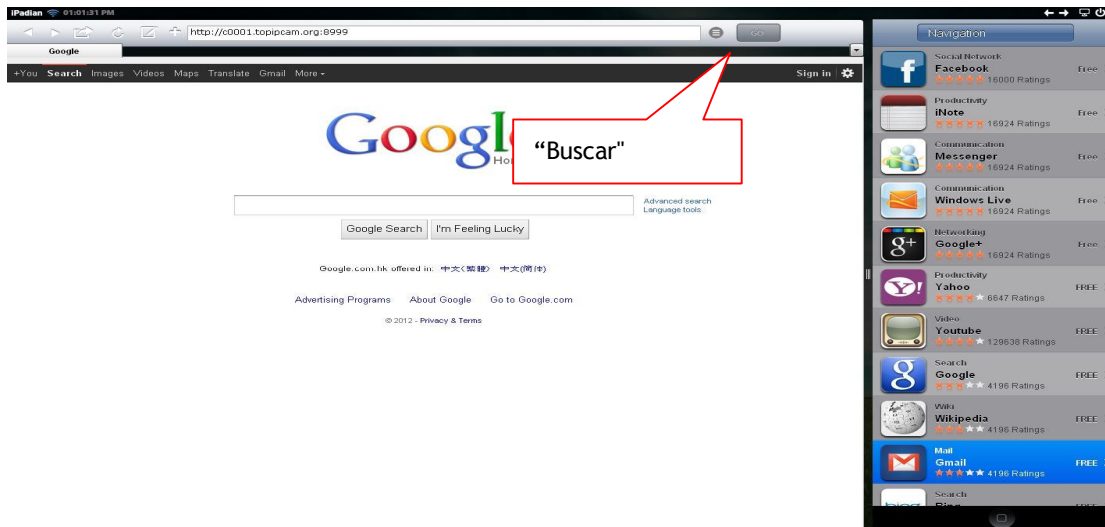 iPadian 01:01:31 PM
http://c0001.topipcam.org:8999
GO
Google
+You Search Images Videos Maps Translate Gmail More
Sign in
Google
“Buscar"
Advanced search
Language tools
Google Search I'm Feeling Lucky
Google.com.hk offered in: 中文(繁體) 中文(简体)
Advertising Programs About Google Go to Google.com
© 2012 - Privacy & Terms
Navigation
Social Network
Facebook Free
16000 Ratings
Productivity
iNote Free
16924 Ratings
Communication
Messenger Free
16924 Ratings
Communication
Windows Live Free
16924 Ratings
Networking
Google+ Free
16924 Ratings
Productivity
Yahoo FREE
6647 Ratings
Video
Youtube FREE
129638 Ratings
Search
Google FREE
4196 Ratings
Wiki
Wikipedia FREE
4196 Ratings
Mail
Gmail FREE
4196 Ratings
Search
Bing